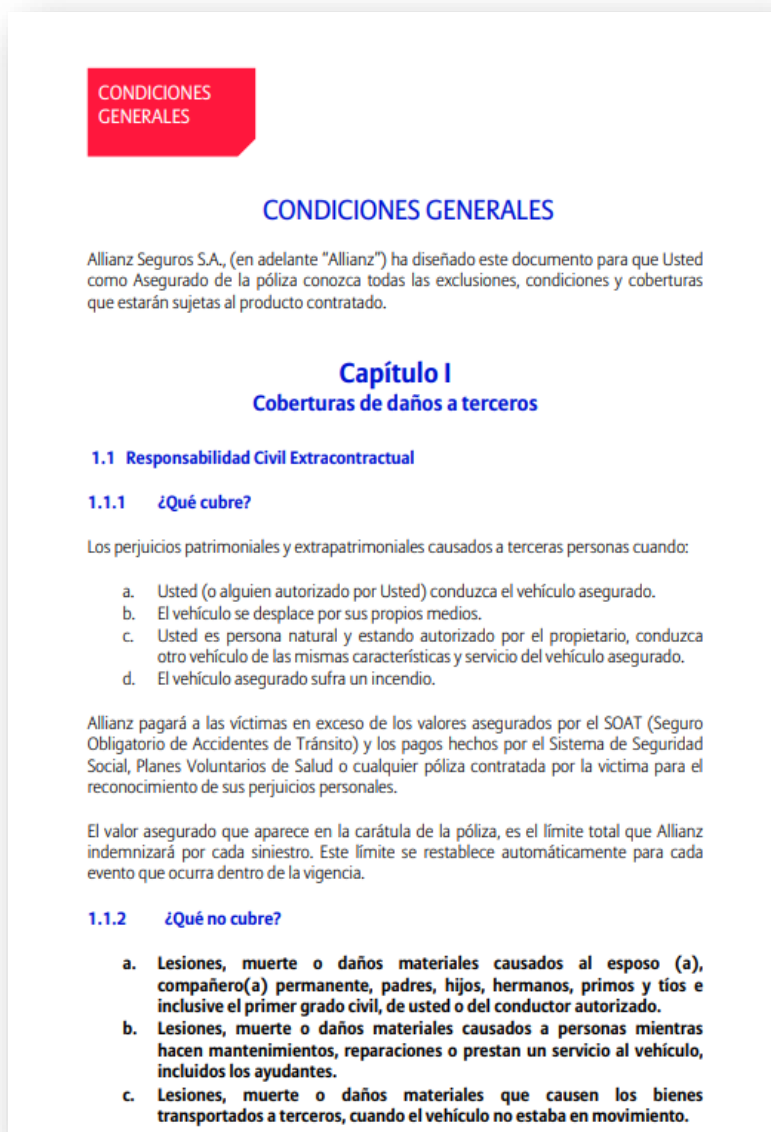 CONDICIONES
GENERALES
CONDICIONES GENERALES
Allianz Seguros S.A., (en adelante "Allianz") ha diseñado este documento para que Usted
como Asegurado de la póliza conozca todas las exclusiones, condiciones y coberturas
que estarán sujetas al producto contratado.
Capítulo I
Coberturas de daños a terceros
1.1 Responsabilidad Civil Extracontractual
1.1.1 ¿Qué cubre?
Los perjuicios patrimoniales y extrapatrimoniales causados a terceras personas cuando:
a. Usted (o alguien autorizado por Usted) conduzca el vehículo asegurado.
b. El vehículo se desplace por sus propios medios.
c. Usted es persona natural y estando autorizado por el propietario, conduzca
otro vehículo de las mismas características y servicio del vehículo asegurado.
d. El vehículo asegurado sufra un incendio.
Allianz pagará a las víctimas en exceso de los valores asegurados por el SOAT (Seguro
Obligatorio de Accidentes de Tránsito) y los pagos hechos por el Sistema de Seguridad
Social, Planes Voluntarios de Salud o cualquier póliza contratada por la victima para el
reconocimiento de sus perjuicios personales.
El valor asegurado que aparece en la carátula de la póliza, es el límite total que Allianz
indemnizará por cada siniestro. Este límite se restablece automáticamente para cada
evento que ocurra dentro de la vigencia.
1.1.2 ¿Qué no cubre?
a. Lesiones, muerte o daños materiales causados al esposo (a),
compañero(a) permanente, padres, hijos, hermanos, primos y tíos e
inclusive el primer grado civil, de usted o del conductor autorizado.
b. Lesiones, muerte o daños materiales causados a personas mientras
hacen mantenimientos, reparaciones o prestan un servicio al vehículo,
incluidos los ayudantes.
c. Lesiones, muerte o daños materiales que causen los bienes
transportados a terceros, cuando el vehículo no estaba en movimiento.